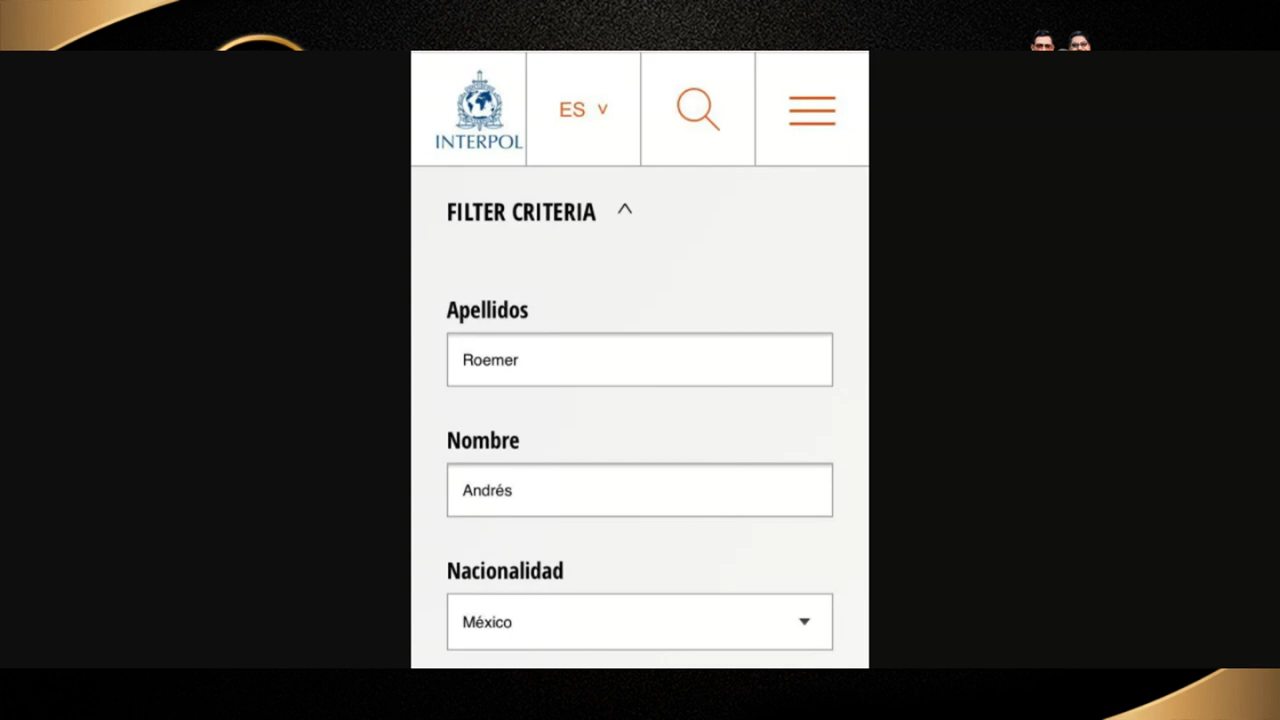 INTERPOL
ES
FILTER CRITERIA
Apellidos
Roemer
Nombre
Andrés
Nacionalidad
México